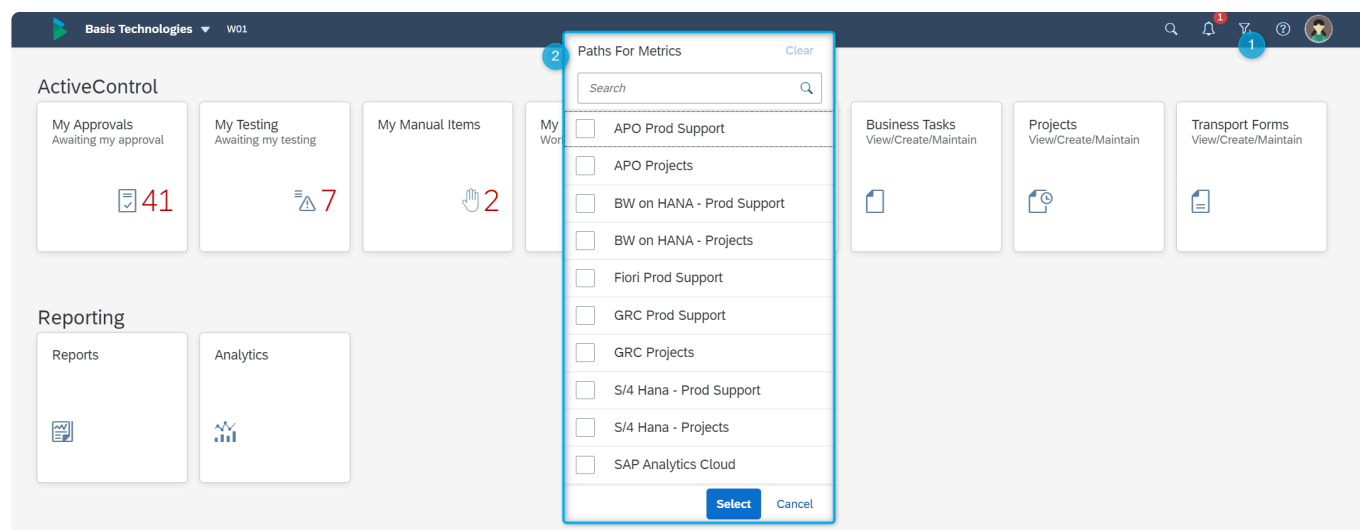 Basis Technologies
W01
1
1
2
Paths For Metrics
Clear
Search
APO Prod Support
APO Projects
BW on HANA - Prod Support
BW on HANA - Projects
Fiori Prod Support
GRC Prod Support
GRC Projects
S/4 Hana - Prod Support
S/4 Hana - Projects
SAP Analytics Cloud
Select
Cancel
ActiveControl
My Approvals
Awaiting my approval
41
My Testing
Awaiting my testing
7
My Manual Items
2
My
Wor
Business Tasks
View/Create/Maintain
Projects
View/Create/Maintain
Transport Forms
View/Create/Maintain
Reporting
Reports
Analytics